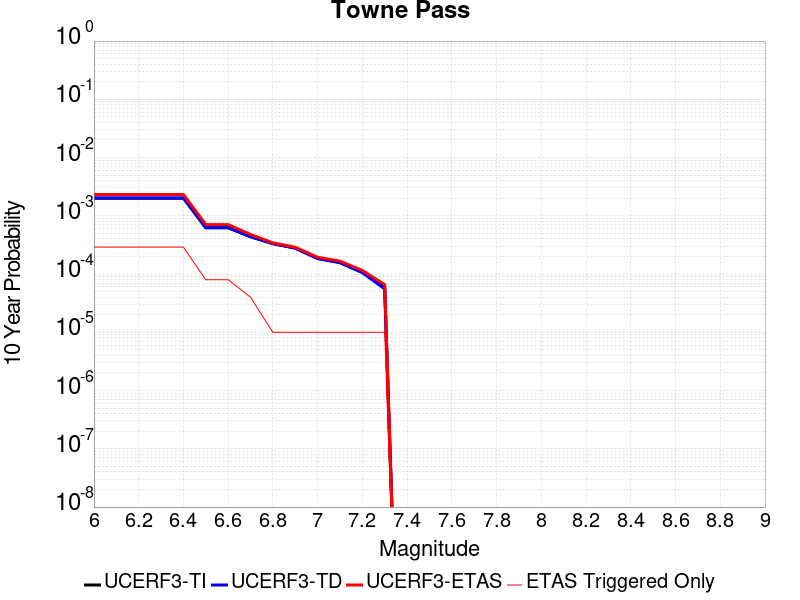 Towne Pass
10 Year Probability
10^0
10^-1
10^-2
10^-3
10^-4
10^-5
10^-6
10^-7
10^-8
6 6.2 6.4 6.6 6.8 7 7.2 7.4 7.6 7.8 8 8.2 8.4 8.6 8.8 9
Magnitude
UCERF3-TI UCERF3-TD UCERF3-ETAS ETAS Triggered Only